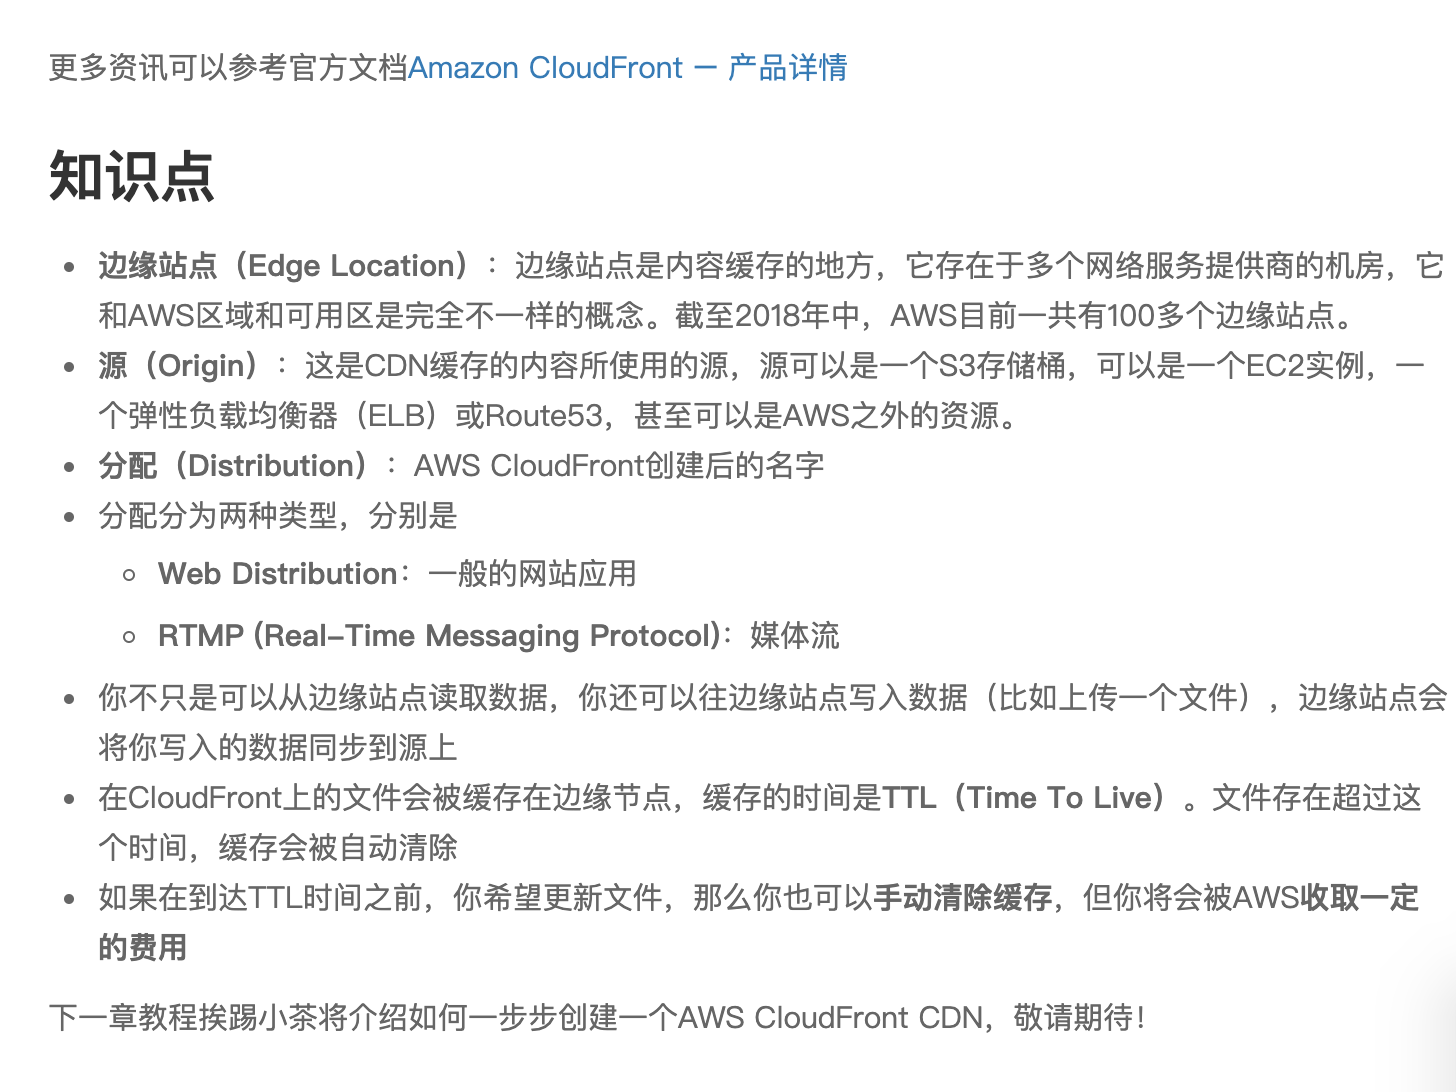 更多资讯可以参考官方文档Amazon CloudFront — 产品详情
知识点
边缘站点（Edge Location）：边缘站点是内容缓存的地方，它存在于多个网络服务提供商的机房，它
和AWS区域和可用区是完全不一样的概念。截至2018年中，AWS目前一共有100多个边缘站点。
源（Origin）：这是CDN缓存的内容所使用的源，源可以是一个S3存储桶，可以是一个EC2实例，一
个弹性负载均衡器（ELB）或Route53，甚至可以是AWS之外的资源。
分配（Distribution）：AWS CloudFront创建后的名字
分配分为两种类型，分别是
Web Distribution：一般的网站应用
RTMP (Real-Time Messaging Protocol)：媒体流
你不只是可以从边缘站点读取数据，你还可以往边缘站点写入数据（比如上传一个文件），边缘站点会
将你写入的数据同步到源上
在CloudFront上的文件会被缓存在边缘节点，缓存的时间是TTL（Time To Live）。文件存在超过这
个时间，缓存会被自动清除
如果在到达TTL时间之前，你希望更新文件，那么你也可以手动清除缓存，但你将会被AWS收取一定
的费用
下一章教程挨踢小茶将介绍如何一步步创建一个AWS CloudFront CDN，敬请期待！